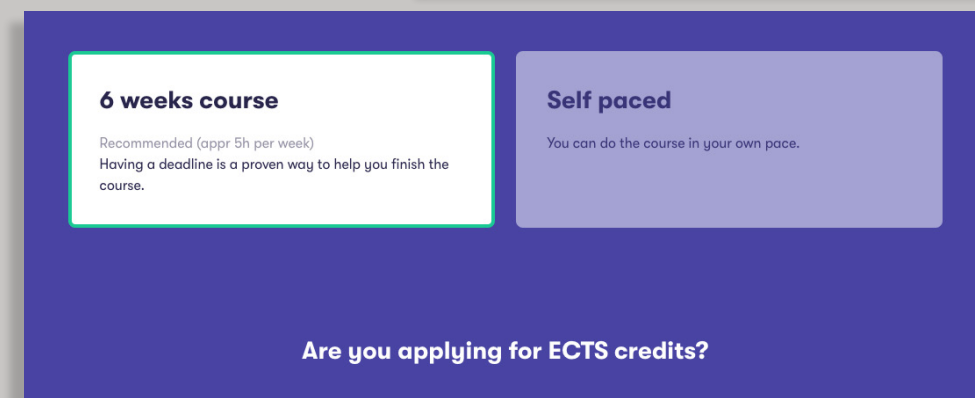 6 weeks course
Recommended (appr 5h per week)
Having a deadline is a proven way to help you finish the
course.
Self paced
You can do the course in your own pace.
Are you applying for ECTS credits?